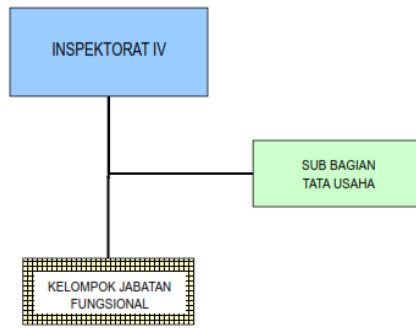 INSPEKTORAT IV
SUB BAGIAN
TATA USAHA
KELOMPOK JABATAN
FUNGSIONAL